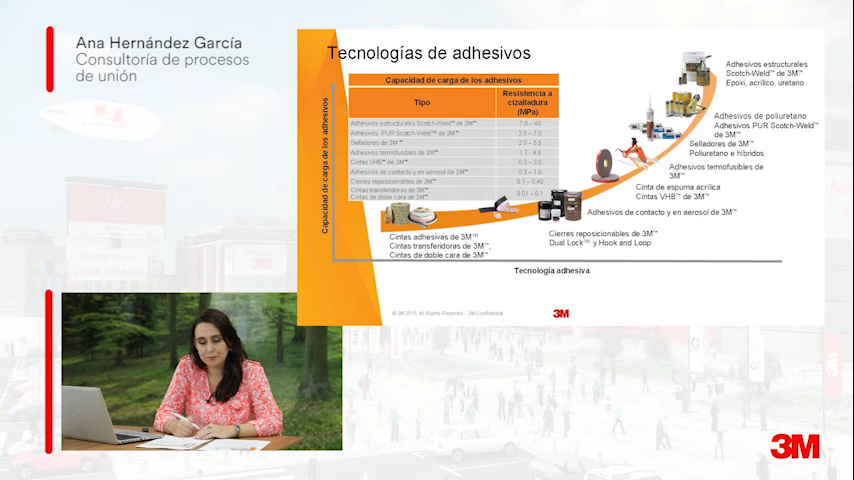 Ana Hernández García
Consultoría de procesos
de unión
Tecnologías de adhesivos
Capacidad de carga de los adhesivos
Tipo
Resistencia a
cizalladura
(MPa)
Adhesivos estructurales Scotch-Weld™ de 3M™ 7.0 – 40
Adhesivos PUR Scotch-Weld™ de 3M™ 2.0 – 7.0
Selladores de 3M™ 2.0 – 5.5
Adhesivos termofusibles de 3M™ 1.7 – 4.8
Cintas VHB™ de 3M™ 0.2 – 3.0
Adhesivos de contacto y en aerosol de 3M™ 0.3 – 1.0
Cierres reposicionables de 3M™ 0.1 – 0.40
Cintas transferidoras de 3M™,
Cintas de doble cara de 3M™ 0.01 – 0.1
Capacidad de carga de los adhesivos
Adhesivos estructurales
Scotch-Weld™ de 3M™
Epoxi, acrílico, uretano
Adhesivos de poliuretano
Adhesivos PUR Scotch-Weld™
de 3M™
Selladores de 3M™
Poliuretano e híbridos
Adhesivos termofusibles de
3M™
Cinta de espuma acrílica
Cintas VHB™ de 3M™
Adhesivos de contacto y en aerosol de 3M™
Cierres reposicionables de 3M™
Dual Lock™ y Hook and Loop
Cintas adhesivas de 3M™
Cintas transferidoras de 3M™,
Cintas de doble cara de 3M™
Tecnología adhesiva
© 3M 2015. All Rights Reserved. 3M Confidential
3M
3M
3M